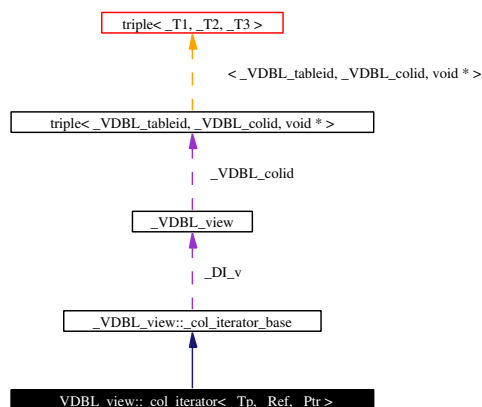 triple< _T1, _T2, _T3 >
< _VDBL_tableid, _VDBL_colid, void * >
triple< _VDBL_tableid, _VDBL_colid, void * >
_VDBL_colid
_VDBL_view
_DI_v
_VDBL_view::_col_iterator_base
_VDBL_view::_col_iterator< _Tp, _Ref, _Ptr >